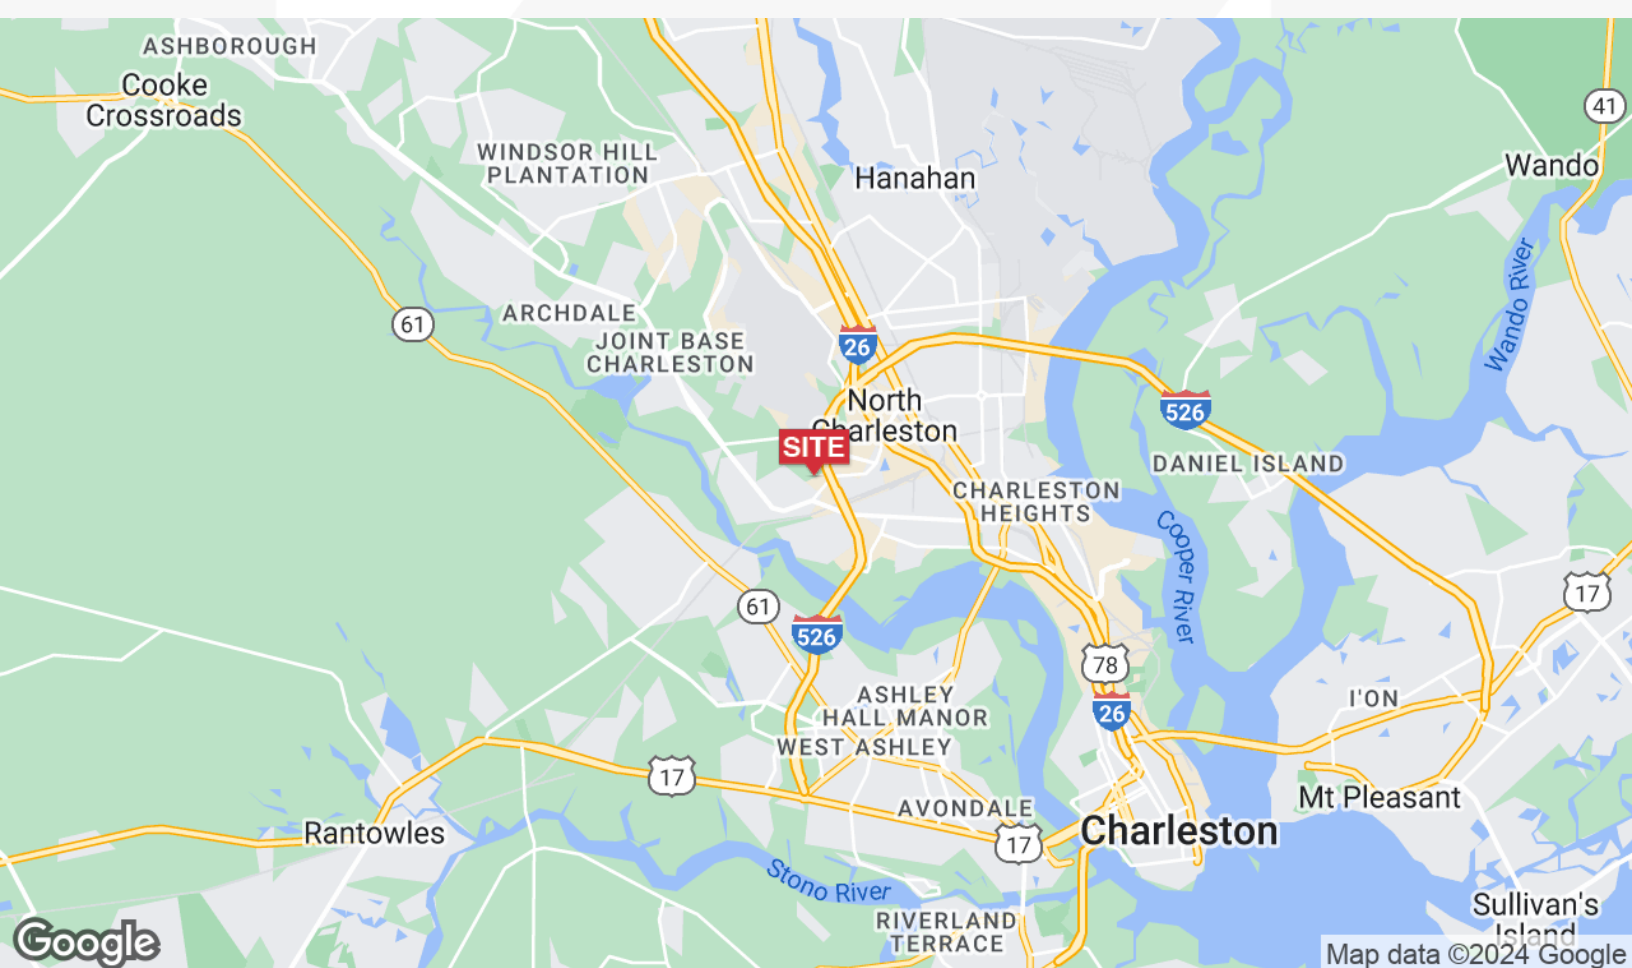 ASHBOROUGH
Cooke
Crossroads
41
WINDSOR HILL
PLANTATION
Hanahan
Wando
Wando River
61
ARCHDALE
JOINT BASE
CHARLESTON
26
North
Charleston
SITE
526
DANIEL ISLAND
CHARLESTON
HEIGHTS
Cooper River
17
61
526
78
26
ASHLEY
HALL MANOR
WEST ASHLEY
I'ON
17
Mt Pleasant
AVONDALE
17
Charleston
Rantowles
Stono River
RIVERLAND
TERRACE
Sullivan's
Island
Google
Map data ©2024 Google